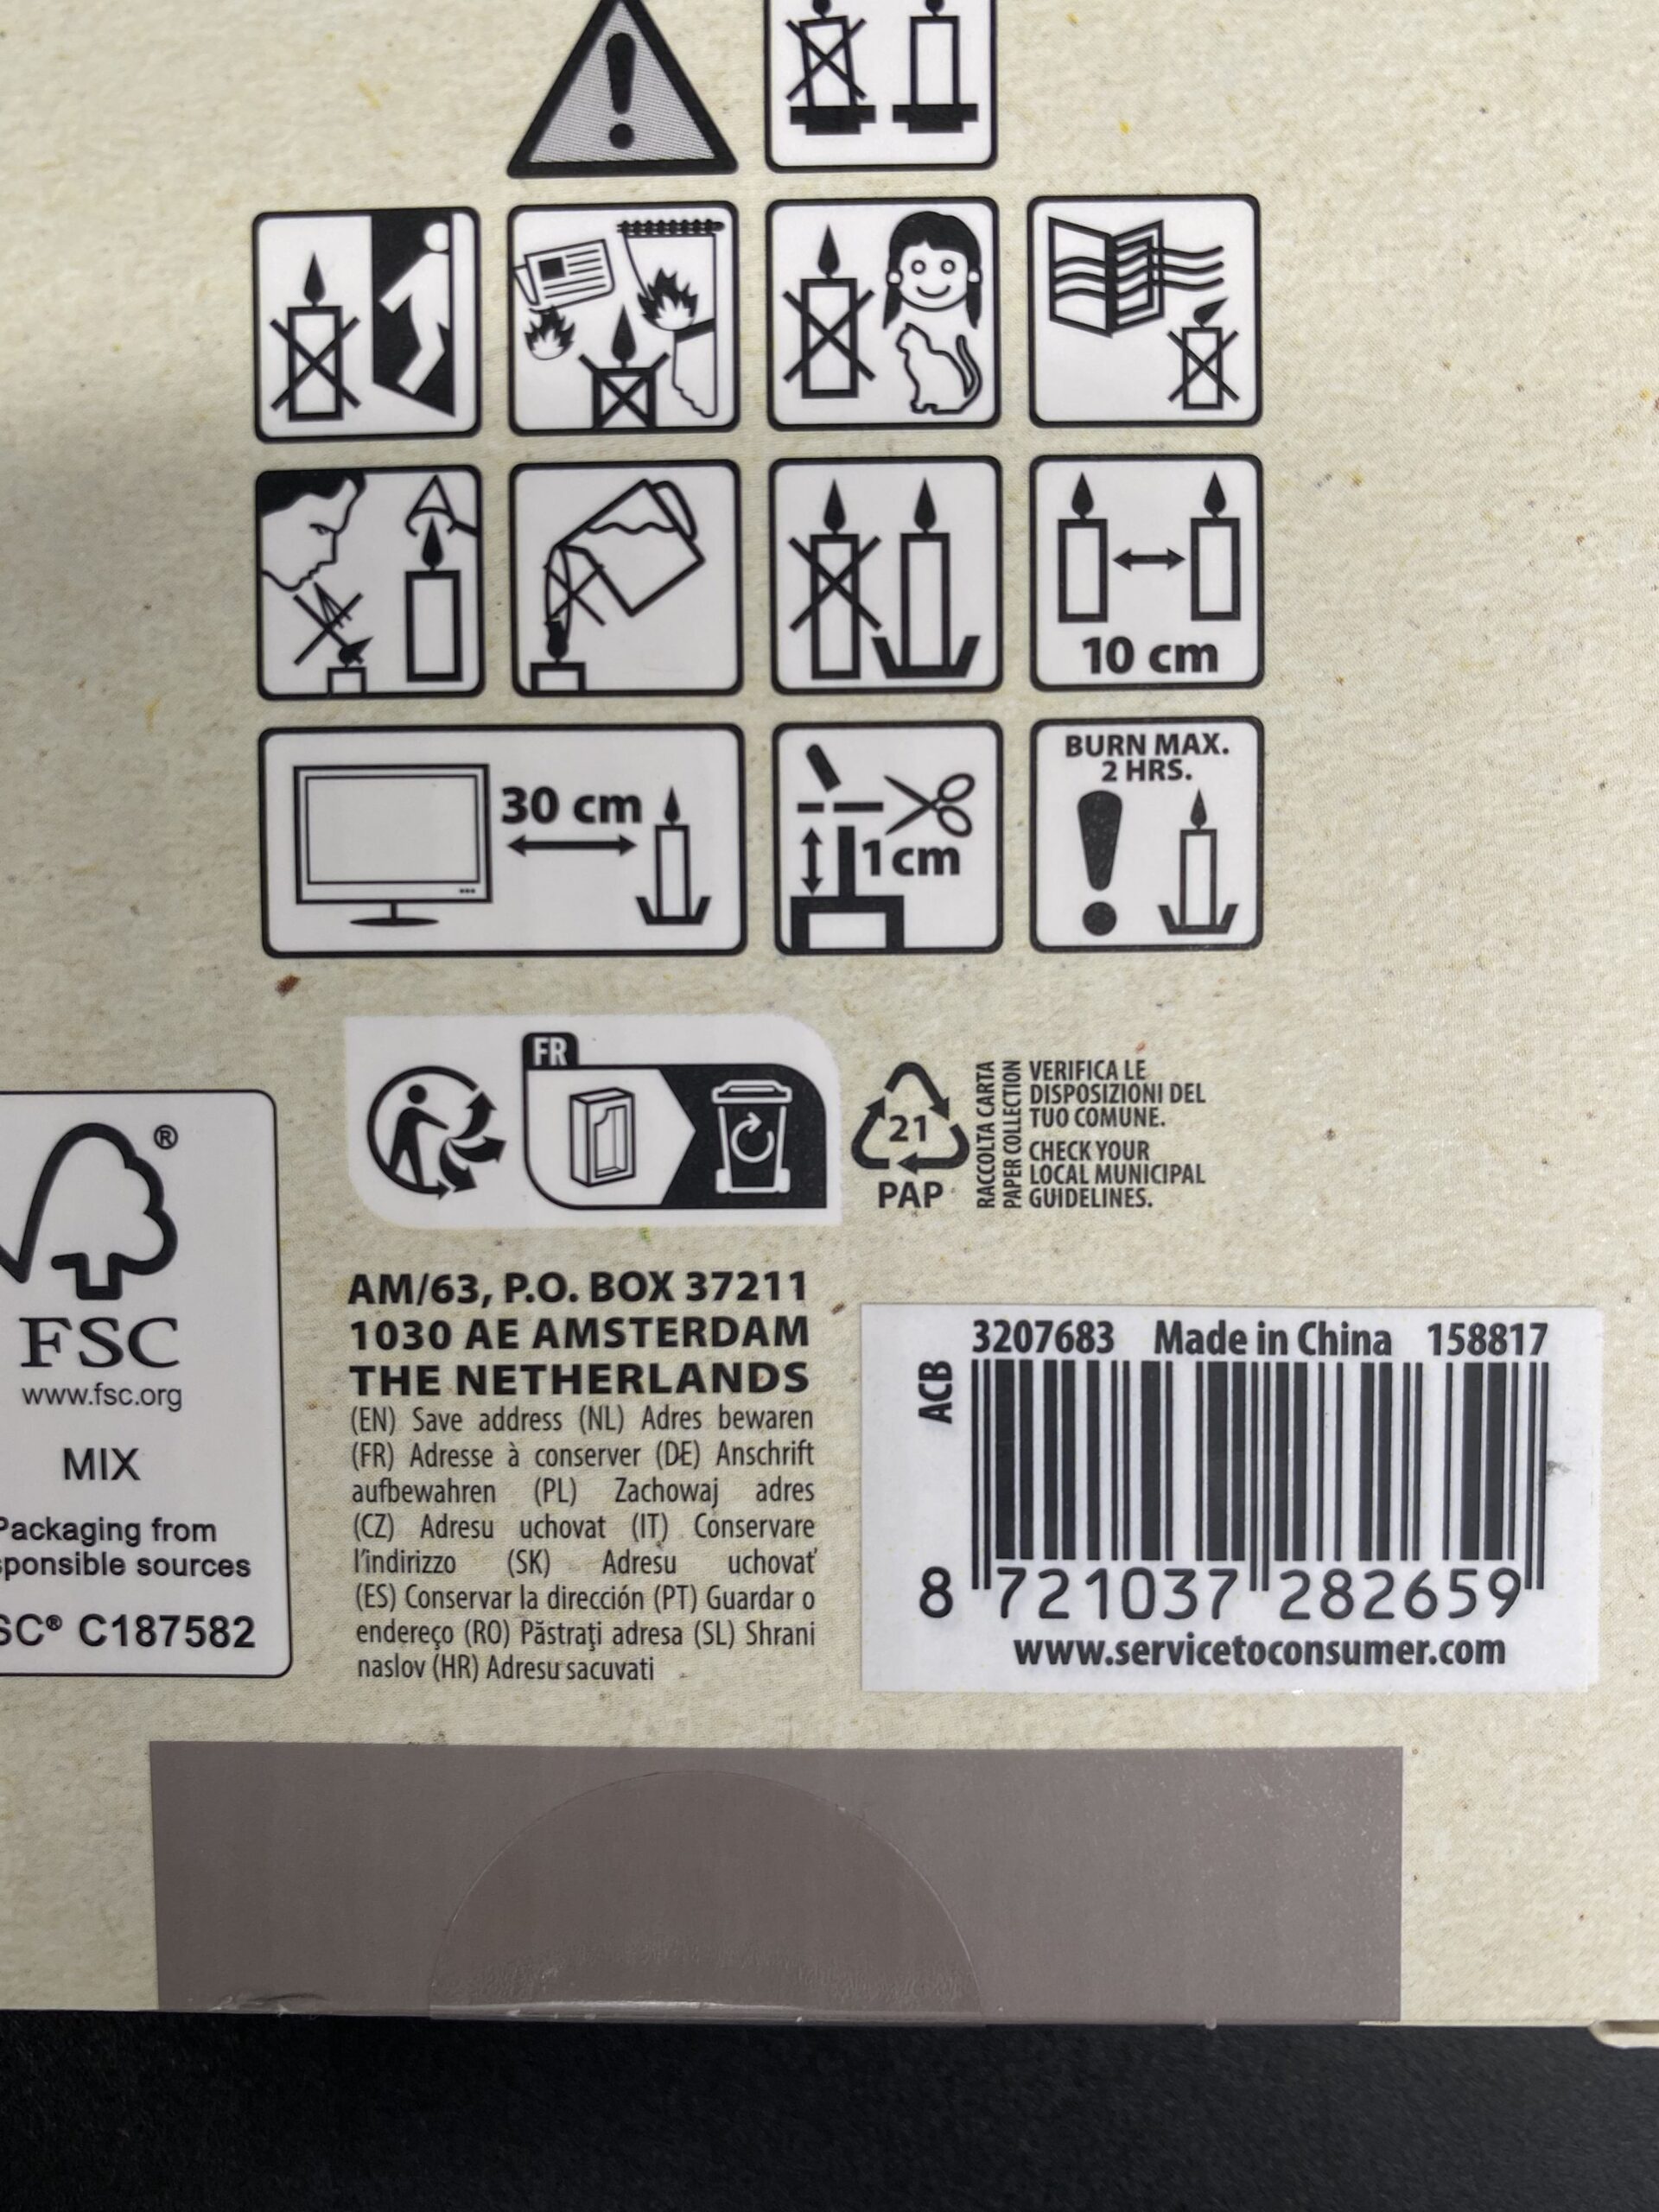 10 cm
30 cm
1cm
BURN MAX.
2 HRS.
FR
21
PAP
RACCOLTA CARTA
PAPER COLLECTION
VERIFICA LE
DISPOSIZIONI DEL
TUO COMUNE.
CHECK YOUR
LOCAL MUNICIPAL
GUIDELINES.
®
FSC
www.fsc.org
MIX
Packaging from
sponsible sources
SC® C187582
AM/63, P.O. BOX 37211
1030 AE AMSTERDAM
THE NETHERLANDS
(EN) Save address (NL) Adres bewaren
(FR) Adresse à conserver (DE) Anschrift
aufbewahren (PL) Zachowaj adres
(CZ) Adresu uchovat (IT) Conservare
l'indirizzo (SK) Adresu uchovať
(ES) Conservar la dirección (PT) Guardar o
endereço (RO) Păstraţi adresa (SL) Shrani
naslov (HR) Adresu sacuvati
3207683 Made in China 158817
ACB
8 721037 282659
www.servicetoconsumer.com